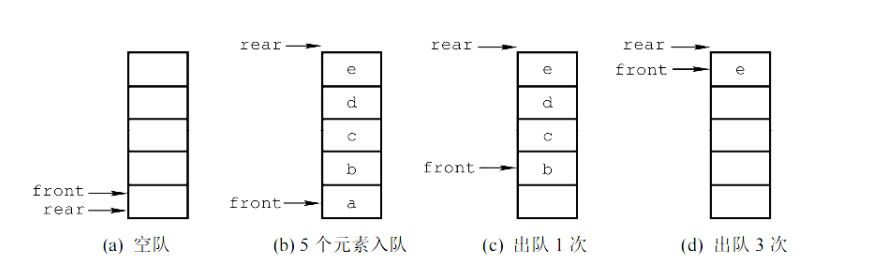 rear
rear
rear
e
e
front
e
d
d
c
c
front
b
front
b
front
a
rear
(a) 空队
(b) 5 个元素入队
(c) 出队 1 次
(d) 出队 3 次